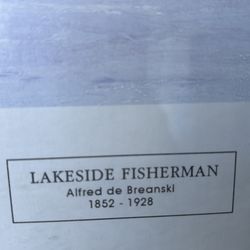 LAKESIDE FISHERMAN
Alfred de Breanski
1852 - 1928